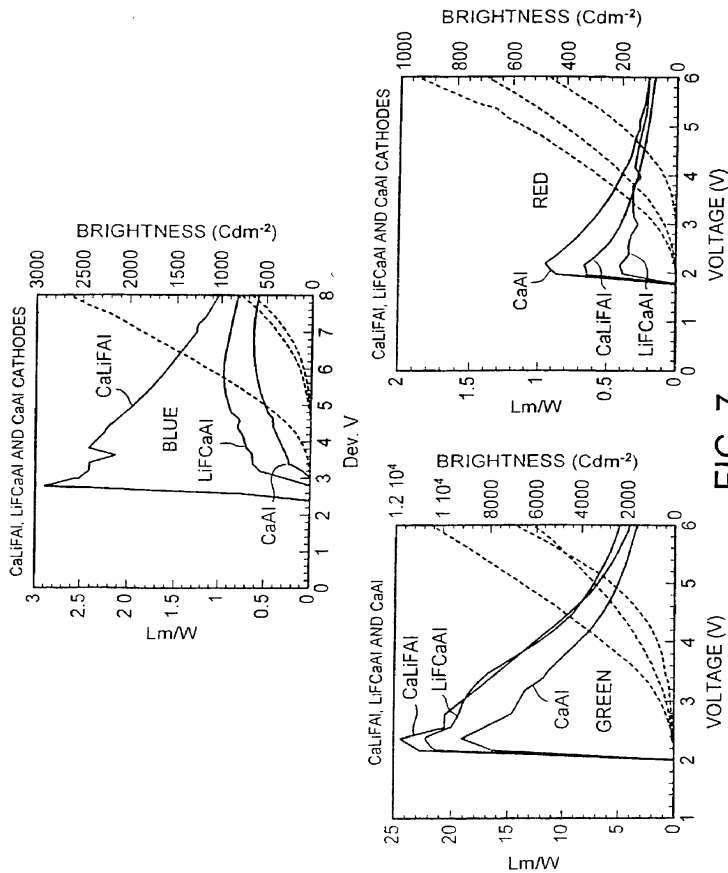 CaLiFAl, LiFCaAl AND CaAl CATHODES
BRIGHTNESS (Cdm-2)
3000
2500
2000
1500
1000
500
0
CaLiFAl
BLUE
LiFCaAl
CaAl
3
2.5
2
1.5
1
0.5
0
Lm/W
0
1
2
3
4
5
6
7
8
Dev. V
CaLiFAl, LiFCaAl AND CaAl
BRIGHTNESS (Cdm-2)
1.2 10 4
1 10 4
8000
6000
4000
2000
CaLiFAl
LiFCaAl
CaAl
GREEN
25
20
15
10
5
0
Lm/W
1
2
3
4
5
6
VOLTAGE (V)
CaLiFAl, LiFCaAl AND CaAl CATHODES
BRIGHTNESS (Cdm-2)
1000
800
600
400
200
0
RED
CaAl
CaLiFAl
LiFCaAl
2
1.5
1
0.5
0
Lm/W
0
1
2
3
4
5
6
VOLTAGE (V)